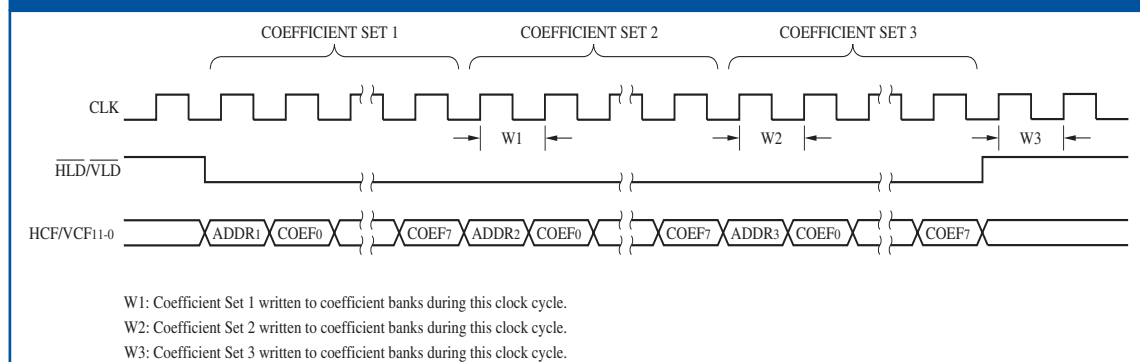 COEFFICIENT SET 1 COEFFICIENT SET 2 COEFFICIENT SET 3
CLK
W1 W2 W3
HLD/VLD
HCF/VCF11-0 ADDR1 COEF0 COEF7 ADDR2 COEF0 COEF7 ADDR3 COEF0 COEF7
W1: Coefficient Set 1 written to coefficient banks during this clock cycle.
W2: Coefficient Set 2 written to coefficient banks during this clock cycle.
W3: Coefficient Set 3 written to coefficient banks during this clock cycle.